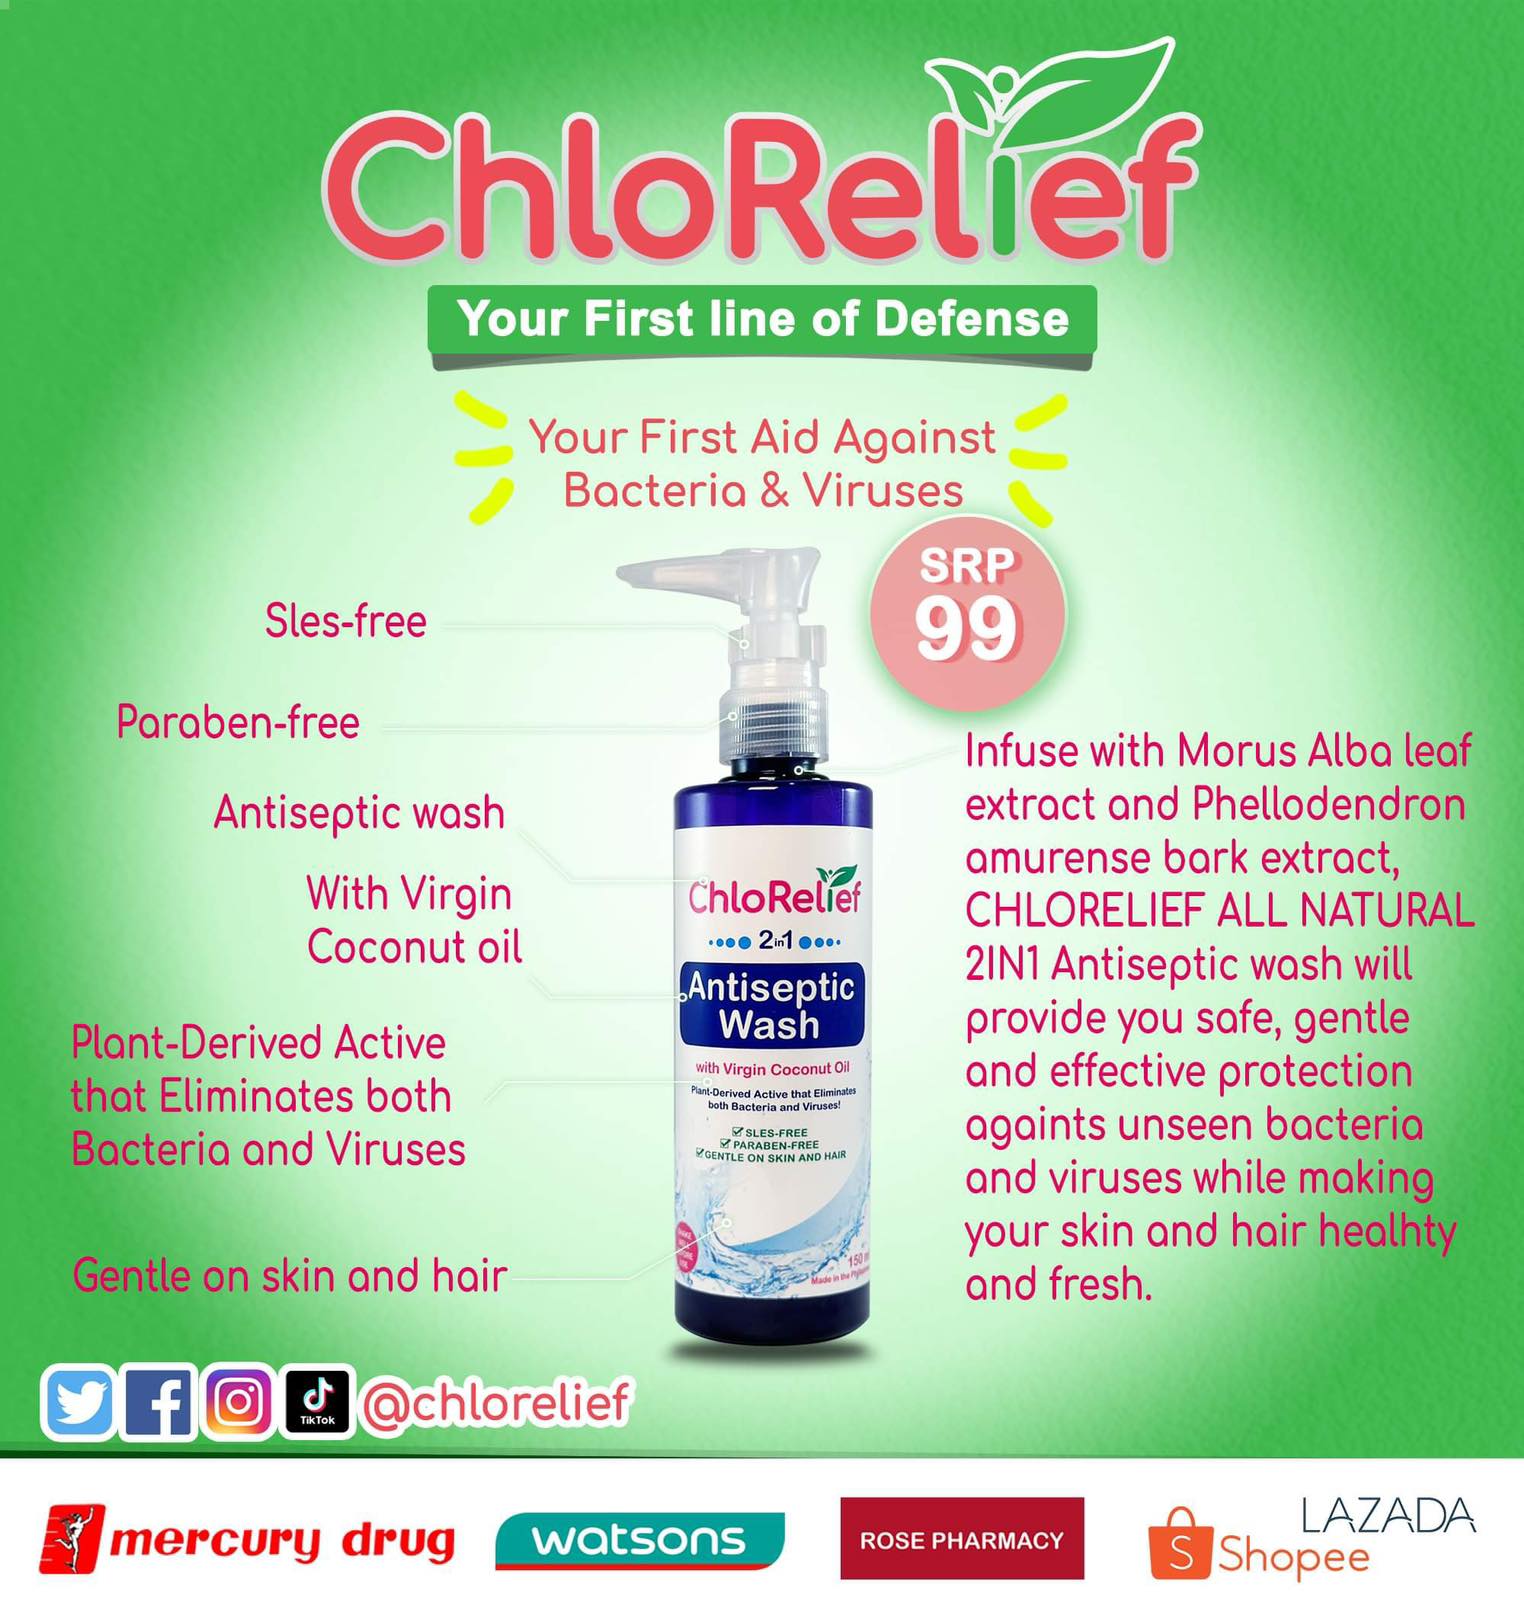 ChloRelief
Your First line of Defense
Your First Aid Against
Bacteria & Viruses
SRP
99
Sles-free
Paraben-free
Antiseptic wash
With Virgin
Coconut oil
Plant-Derived Active
that Eliminates both
Bacteria and Viruses
Gentle on skin and hair
Infuse with Morus Alba leaf
extract and Phellodendron
amurense bark extract,
CHLORELIEF ALL NATURAL
2IN1 Antiseptic wash will
provide you safe, gentle
and effective protection
againts unseen bacteria
and viruses while making
your skin and hair healhty
and fresh.
ChloRelief
2in1
Antiseptic
Wash
with Virgin Coconut Oil
Plant-Derived Active that Eliminates
both Bacteria and Viruses!
SLES-FREE
PARABEN-FREE
GENTLE ON SKIN AND HAIR
150
Made in the
TikTok
@chlorelief
mercury drug
watsons
ROSE PHARMACY
S
Shopee
LAZADA